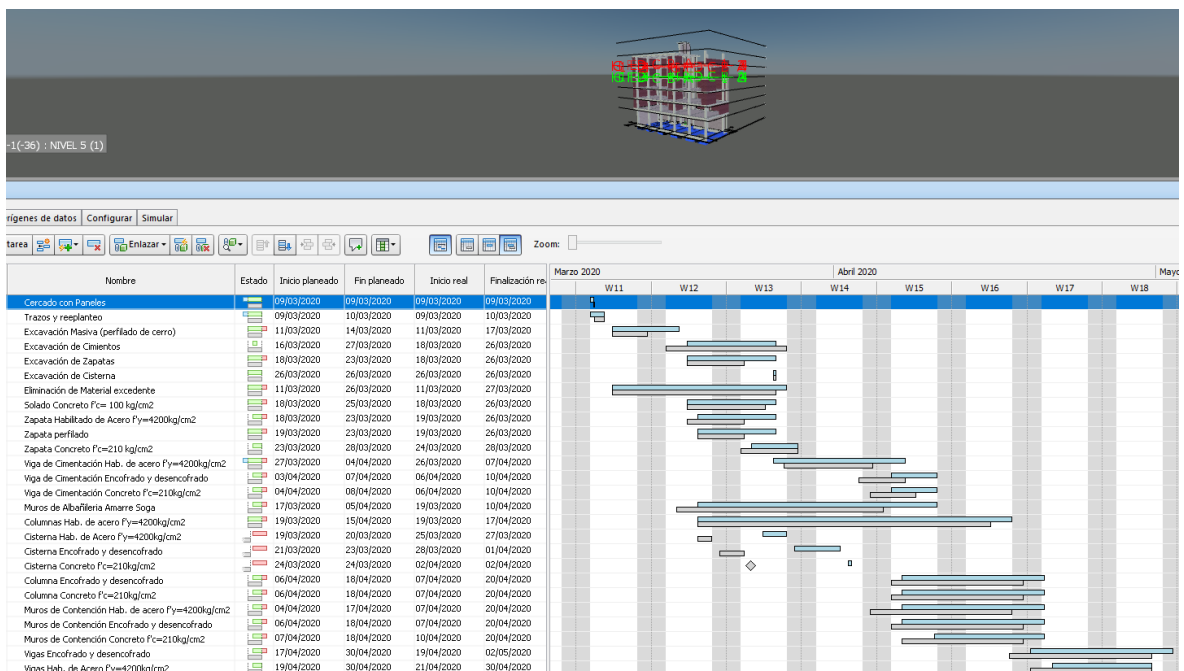 -1(-36) : NIVEL 5 (1)
rígenes de datos Configurar Simular
tarea Enlazar Zoom:
Marzo 2020 Abril 2020 Mayo
Nombre Estado Inicio planeado Fin planeado Inicio real Finalización re W11 W12 W13 W14 W15 W16 W17 W18
Cercado con Paneles 09/03/2020 09/03/2020 09/03/2020 09/03/2020
Trazos y reeplanteo 09/03/2020 10/03/2020 09/03/2020 10/03/2020
Excavación Masiva (perfilado de cerro) 11/03/2020 14/03/2020 11/03/2020 17/03/2020
Excavación de Cimientos 16/03/2020 27/03/2020 18/03/2020 26/03/2020
Excavación de Zapatas 18/03/2020 23/03/2020 18/03/2020 26/03/2020
Excavación de Cisterna 26/03/2020 26/03/2020 26/03/2020 26/03/2020
Eliminación de Material excedente 11/03/2020 26/03/2020 11/03/2020 27/03/2020
Solado Concreto f'c= 100 kg/cm2 18/03/2020 25/03/2020 18/03/2020 26/03/2020
Zapata Habilitado de Acero f'y=4200kg/cm2 18/03/2020 23/03/2020 19/03/2020 26/03/2020
Zapata perfilado 19/03/2020 23/03/2020 19/03/2020 26/03/2020
Zapata Concreto f'c=210 kg/cm2 23/03/2020 28/03/2020 24/03/2020 28/03/2020
Viga de Cimentación Hab. de acero f'y=4200kg/cm2 27/03/2020 04/04/2020 26/03/2020 07/04/2020
Viga de Cimentación Encofrado y desencofrado 03/04/2020 07/04/2020 06/04/2020 10/04/2020
Viga de Cimentación Concreto f'c=210kg/cm2 04/04/2020 08/04/2020 06/04/2020 10/04/2020
Muros de Albañileria Amarre Soga 17/03/2020 05/04/2020 19/03/2020 10/04/2020
Columnas Hab. de acero f'y=4200kg/cm2 19/03/2020 15/04/2020 19/03/2020 17/04/2020
Cisterna Hab. de Acero f'y=4200kg/cm2 19/03/2020 20/03/2020 25/03/2020 27/03/2020
Cisterna Encofrado y desencofrado 21/03/2020 23/03/2020 28/03/2020 01/04/2020
Cisterna Concreto f'c=210kg/cm2 24/03/2020 24/03/2020 02/04/2020 02/04/2020
Columna Encofrado y desencofrado 06/04/2020 18/04/2020 07/04/2020 20/04/2020
Columna Concreto f'c=210kg/cm2 06/04/2020 18/04/2020 07/04/2020 20/04/2020
Muros de Contención Hab. de acero f'y=4200kg/cm2 04/04/2020 17/04/2020 07/04/2020 20/04/2020
Muros de Contención Encofrado y desencofrado 06/04/2020 18/04/2020 07/04/2020 20/04/2020
Muros de Contención Concreto f'c=210kg/cm2 07/04/2020 18/04/2020 10/04/2020 20/04/2020
Vigas Encofrado y desencofrado 17/04/2020 30/04/2020 19/04/2020 02/05/2020
Vigas Hab. de Acero f'y=4200kg/cm2 19/04/2020 30/04/2020 21/04/2020 30/04/2020